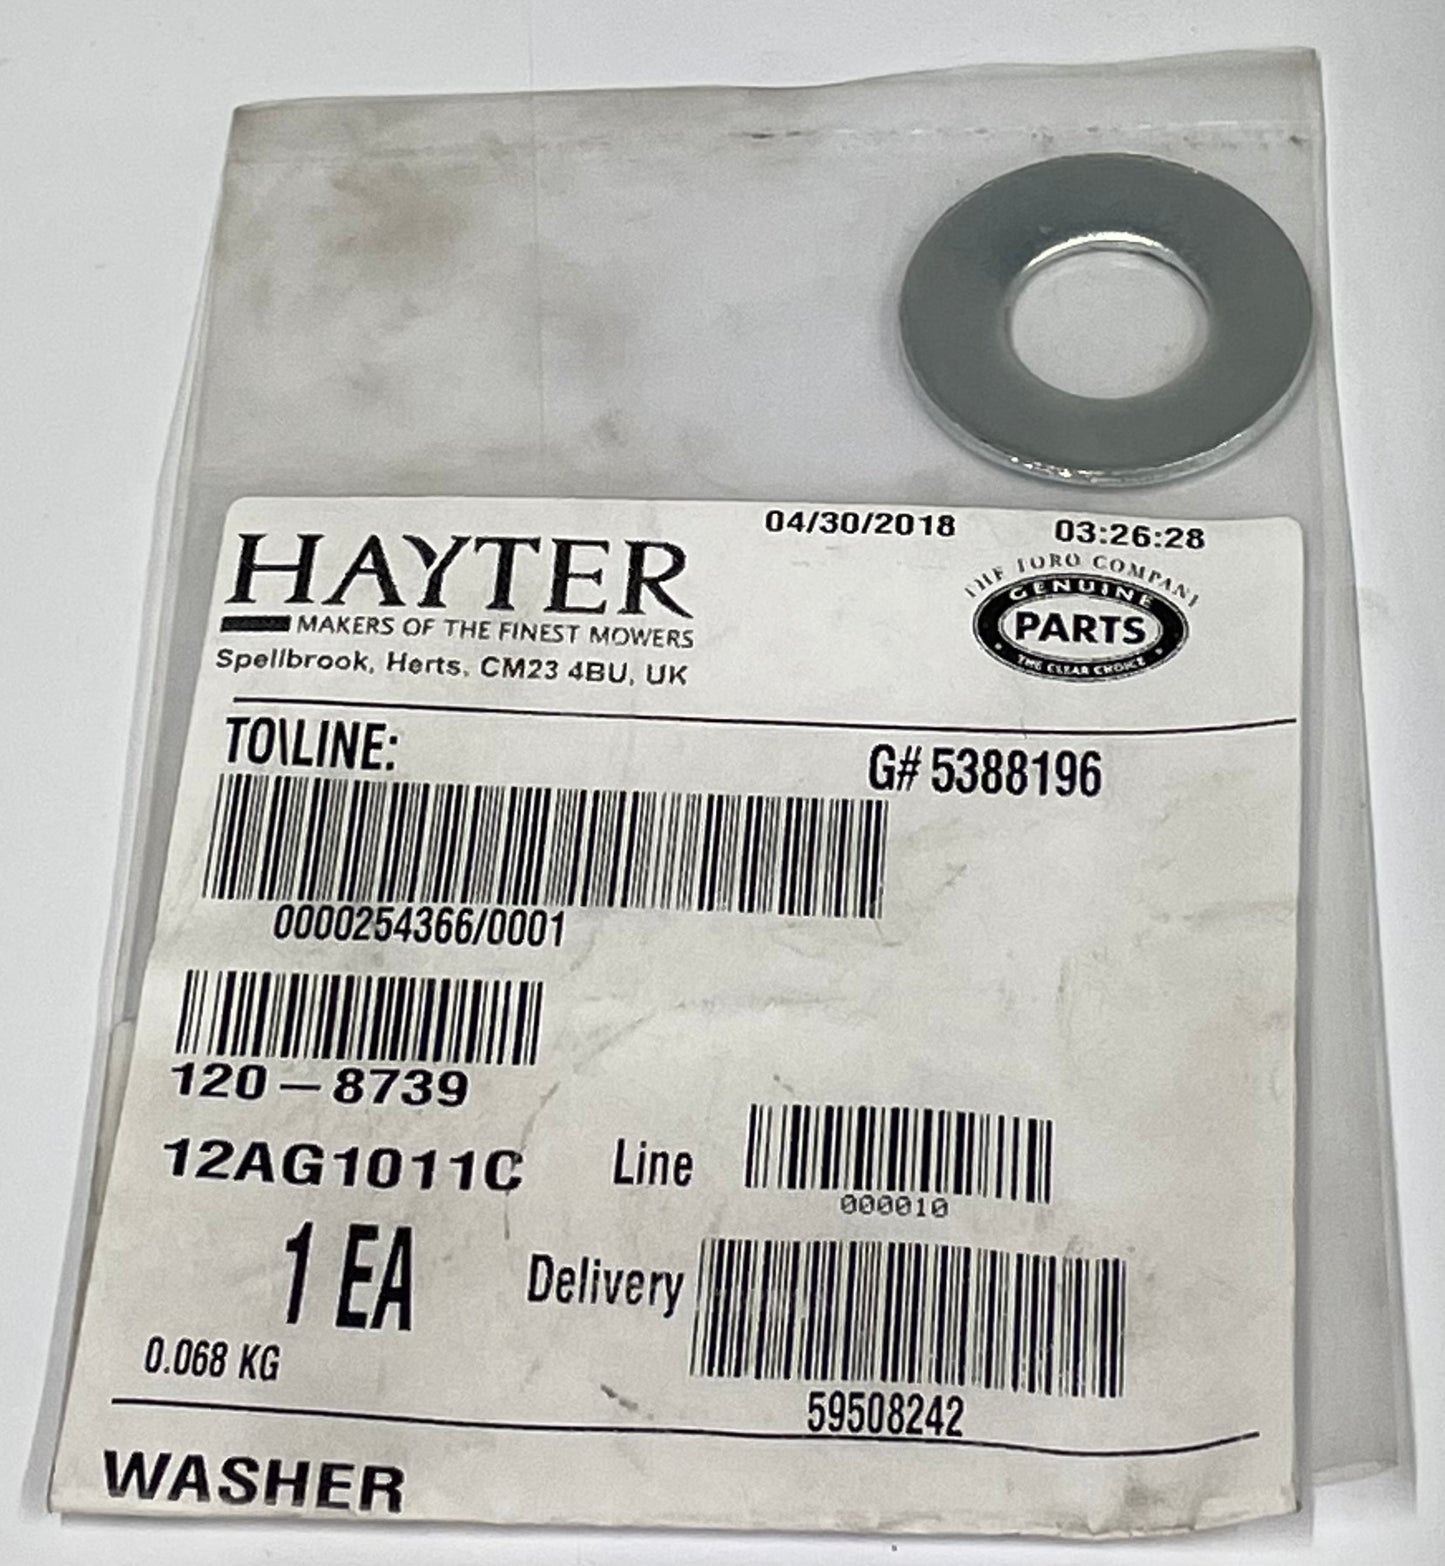 04/30/2018 03:26:28
HAYTER
MAKERS OF THE FINEST MOWERS
Spellbrook, Herts, CM23 4BU, UK
THE TORO COMPANY
GENUINE
PARTS
THE CLEAR CHOICE
TO\LINE:
G# 5388196
0000254366/0001
120-8739
12AG1011C
Line
000010
1 EA
Delivery
0.068 KG
59508242
WASHER